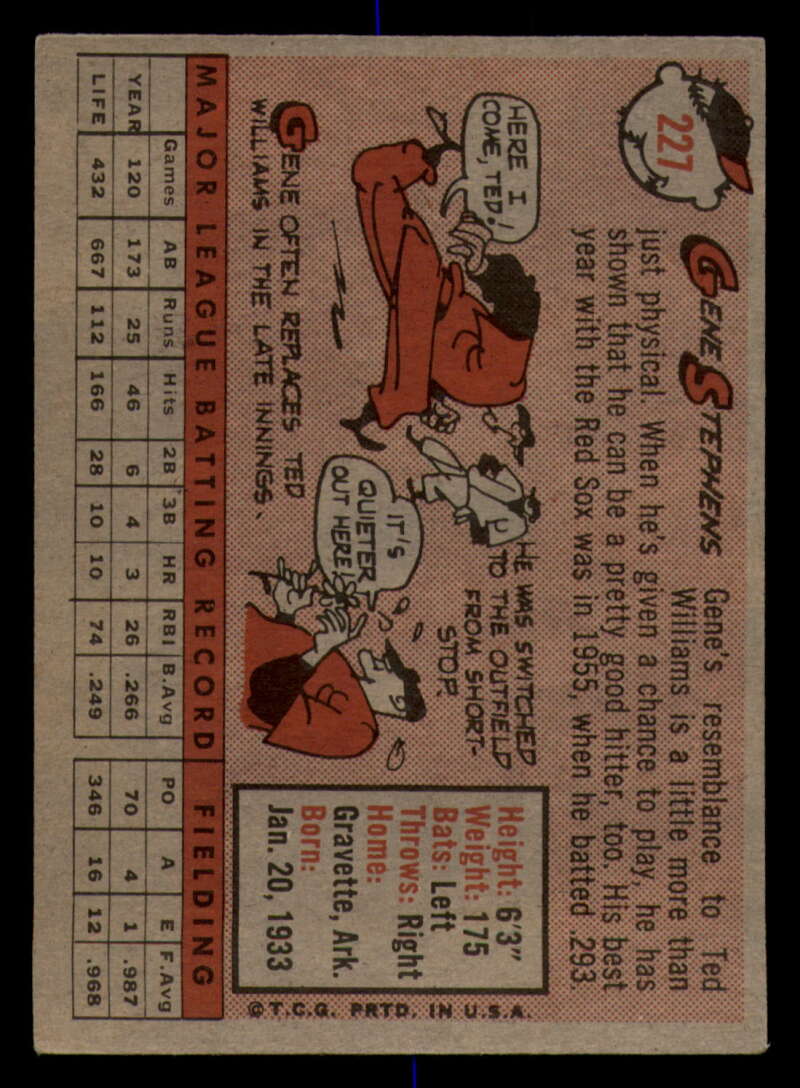 227
GENE STEPHENS
Gene's resemblance to Ted
Williams is a little more than
just physical. When he's given a chance to play, he has
shown that he can be a pretty good hitter, too. His best
year with the Red Sox was in 1955, when he batted .293.
HERE I
COME, TED!
GENE OFTEN REPLACES TED
WILLIAMS IN THE LATE INNINGS.
HE WAS SWITCHED
TO THE OUTFIELD
FROM SHORT-
STOP.
IT'S
QUIETER
OUT HERE!
Height: 6'3"
Weight: 175
Bats: Left
Throws: Right
Home:
Gravette, Ark.
Born:
Jan. 20, 1933
© T.C.G. PRTD. IN U.S.A.
MAJOR LEAGUE BATTING RECORD FIELDING
Games AB Runs Hits 2B 3B HR RBI B.Avg PO A E F.Avg
YEAR 120 173 25 46 6 4 3 26 .266 70 4 1 .987
LIFE 432 667 112 166 28 10 10 74 .249 346 16 12 .968